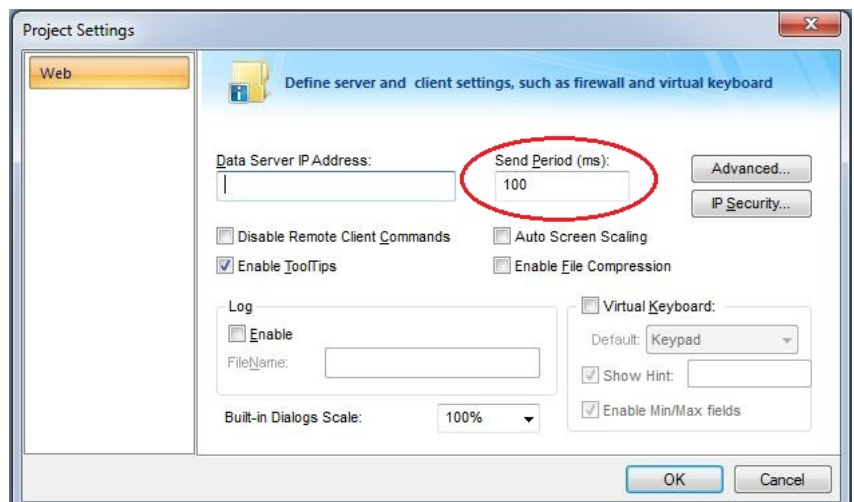 Project Settings
Web
Define server and client settings, such as firewall and virtual keyboard
Data Server IP Address:
Send Period (ms):
100
Advanced...
IP Security...
Disable Remote Client Commands
Auto Screen Scaling
Enable ToolTips
Enable File Compression
Log
Enable
FileName:
Virtual Keyboard:
Default:
Keypad
Show Hint:
Enable Min/Max fields
Built-in Dialogs Scale:
100%
OK
Cancel